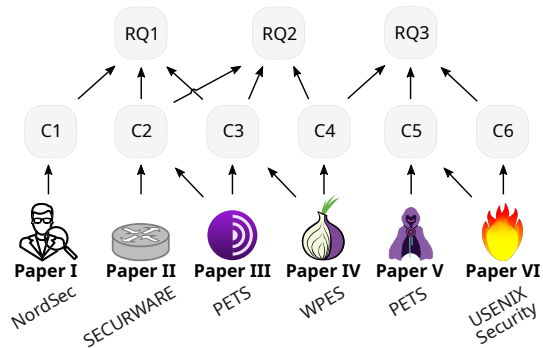 RQ1 RQ2 RQ3
C1 C2 C3 C4 C5 C6
Paper I Paper II Paper III Paper IV Paper V Paper VI
NordSec SECURWARE PETS WPES PETS USENIX
Security